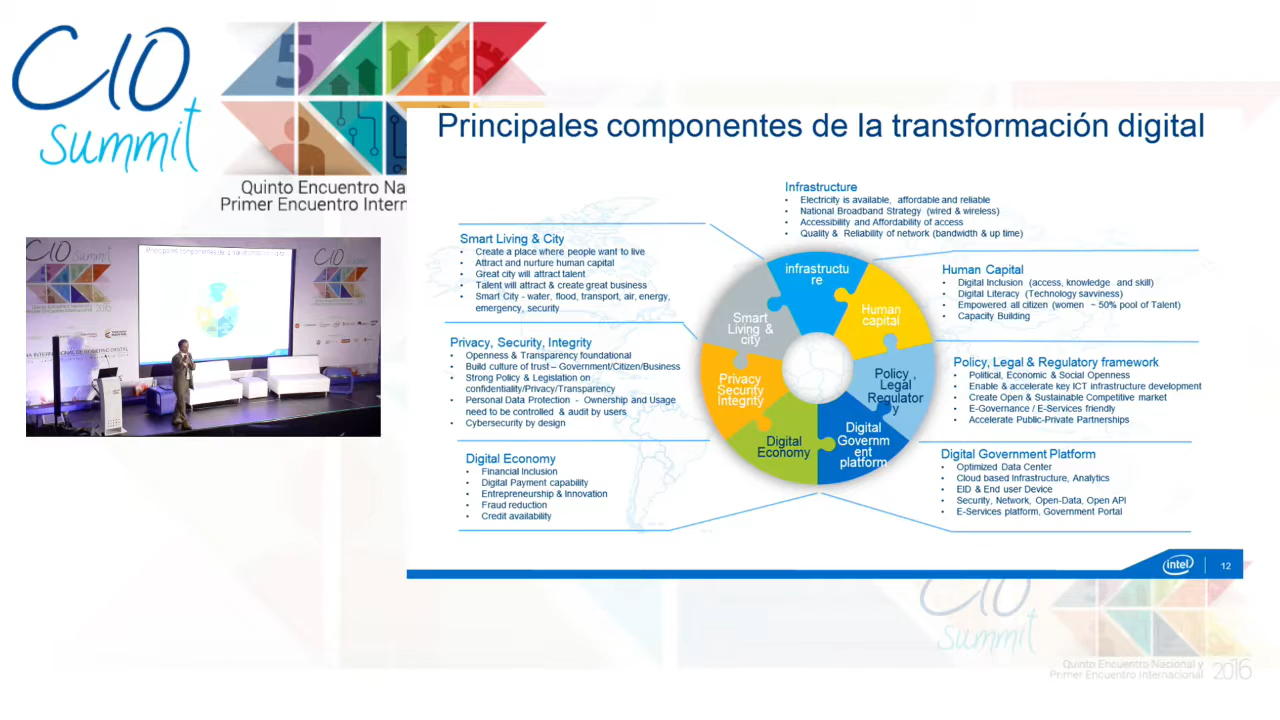 CIO
summit
5
Quinto Encuentro Na
Primer Encuentro Intern
Principales componentes de la transformación digital
Infrastructure
• Electricity is available, affordable and reliable
• National Broadband Strategy (wired & wireless)
• Accessibility and Affordability of access
• Quality & Reliability of network (bandwidth & up time)
Smart Living & City
• Create a place where people want to live
• Attract and nurture human capital
• Great city will attract talent
• Talent will attract & create great business
• Smart City - water, flood, transport, air, energy,
emergency, security
Privacy, Security, Integrity
• Openness & Transparency foundational
• Build culture of trust – Government/Citizen/Business
• Strong Policy & Legislation on
confidentiality/Privacy/Transparency
• Personal Data Protection - Ownership and Usage
need to be controlled & audit by users
• Cybersecurity by design
Digital Economy
• Financial Inclusion
• Digital Payment capability
• Entrepreneurship & Innovation
• Fraud reduction
• Credit availability
infrastructu
re
Human
capital
Policy ,
Legal
Regulator
y
Digital
Governm
ent
platform
Digital
Economy
Privacy
Security
Integrity
Smart
Living &
city
Human Capital
• Digital Inclusion (access, knowledge and skill)
• Digital Literacy (Technology savviness)
• Empowered all citizen (women ~ 50% pool of Talent)
• Capacity Building
Policy, Legal & Regulatory framework
• Political, Economic & Social Openness
• Enable & accelerate key ICT infrastructure development
• Create Open & Sustainable Competitive market
• E-Governance / E-Services friendly
• Accelerate Public-Private Partnerships
Digital Government Platform
• Optimized Data Center
• Cloud based Infrastructure, Analytics
• EID & End user Device
• Security, Network, Open-Data, Open API
• E-Services platform, Government Portal
intel
12
CIO
summit
Principales componentes de la transformación digital
CIO
summit
Quinto Encuentro Nacional y
Primer Encuentro Internacional 2016